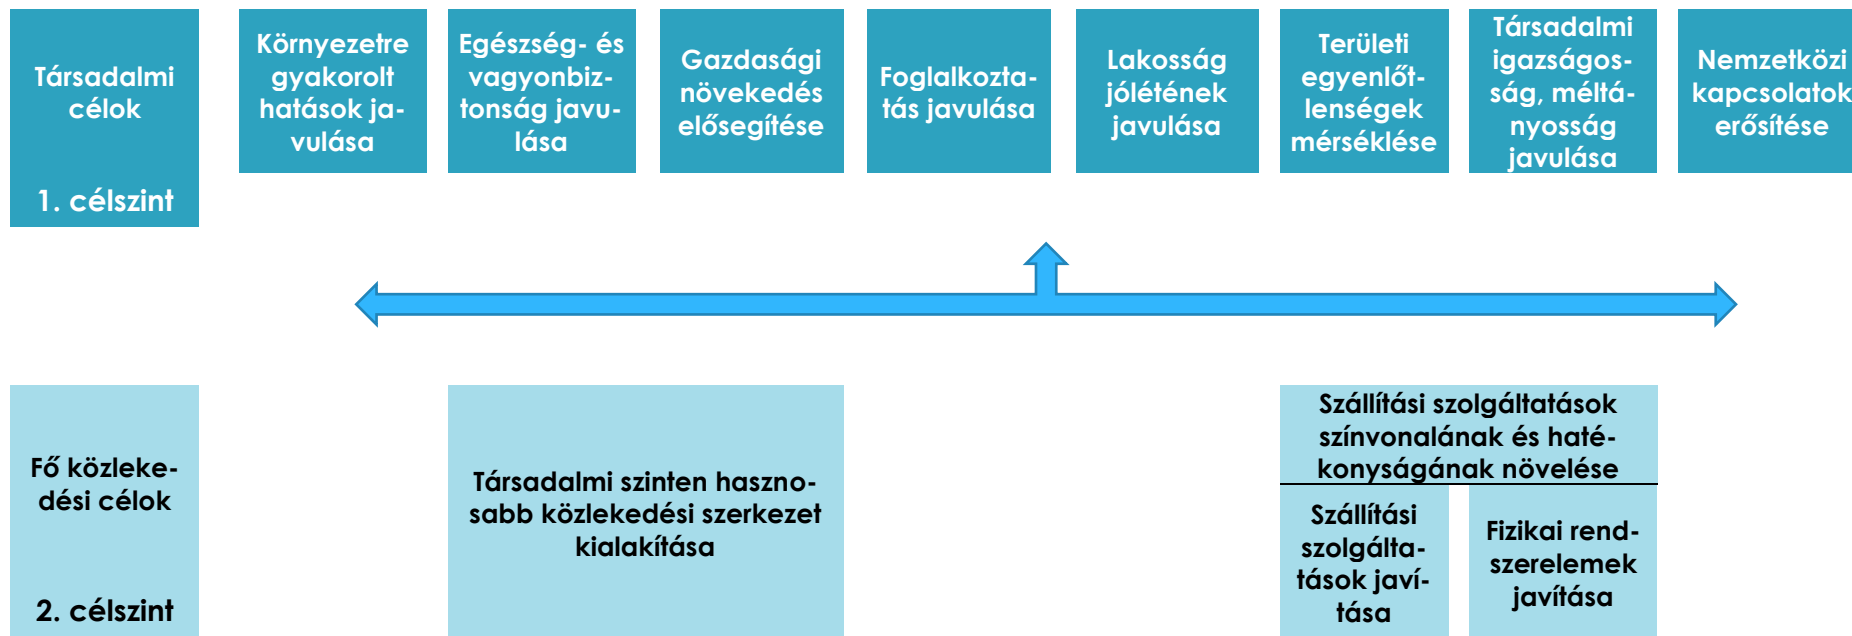 Társadalmi
célok
1. célszint
Környezetre
gyakorolt
hatások ja-
vulása
Egészség- és
vagyonbiz-
tonság javu-
lása
Gazdasági
növekedés
elősegítése
Foglalkozta-
tás javulása
Lakosság
jólétének
javulása
Területi
egyenlőt-
lenségek
mérséklése
Társadalmi
igazságos-
ság, méltá-
nyosság
javulása
Nemzetközi
kapcsolatok
erősítése
Fő közleke-
dési célok
2. célszint
Társadalmi szinten haszno-
sabb közlekedési szerkezet
kialakítása
Szállítási szolgáltatások
színvonalának és haté-
konyságának növelése
Szállítási
szolgálta-
tások javí-
tása
Fizikai rend-
szerelemek
javítása